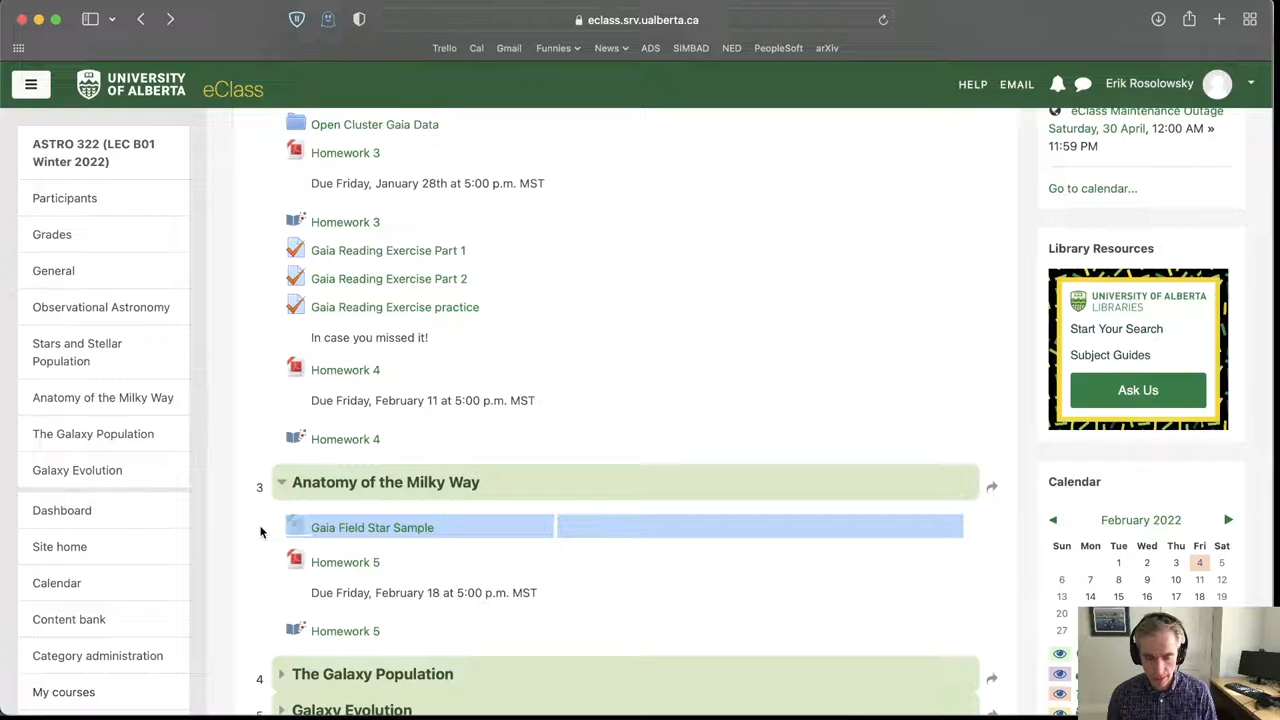 eclass.srv.ualberta.ca
Trello Cal Gmail Funnies News ADS SIMBAD NED PeopleSoft arXiv
UNIVERSITY OF ALBERTA eClass HELP EMAIL Erik Rosolowsky
ASTRO 322 (LEC B01
Winter 2022)
Participants
Grades
General
Observational Astronomy
Stars and Stellar
Population
Anatomy of the Milky Way
The Galaxy Population
Galaxy Evolution
Dashboard
Site home
Calendar
Content bank
Category administration
My courses
Open Cluster Gaia Data
Homework 3
Due Friday, January 28th at 5:00 p.m. MST
Homework 3
Gaia Reading Exercise Part 1
Gaia Reading Exercise Part 2
Gaia Reading Exercise practice
In case you missed it!
Homework 4
Due Friday, February 11 at 5:00 p.m. MST
Homework 4
3 Anatomy of the Milky Way
Gaia Field Star Sample
Homework 5
Due Friday, February 18 at 5:00 p.m. MST
Homework 5
4 The Galaxy Population
5 Galaxy Evolution
eClass Maintenance Outage
Saturday, 30 April, 12:00 AM »
11:59 PM
Go to calendar...
Library Resources
UNIVERSITY OF ALBERTA
LIBRARIES
Start Your Search
Subject Guides
Ask Us
Calendar
February 2022
Sun Mon Tue Wed Thu Fri Sat
1 2 3 4 5
6 7 8 9 10 11 12
13 14 15 16 17 18 19
20
27